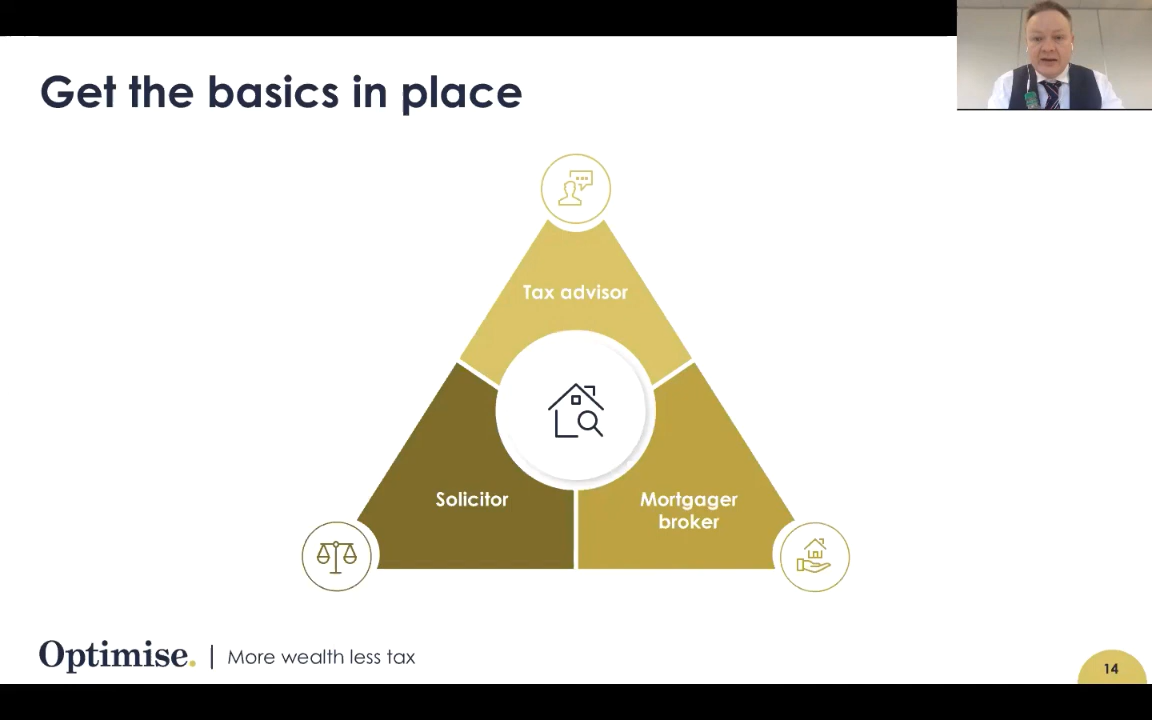 Get the basics in place
Tax advisor
Solicitor
Mortgager
broker
Optimise. | More wealth less tax
14